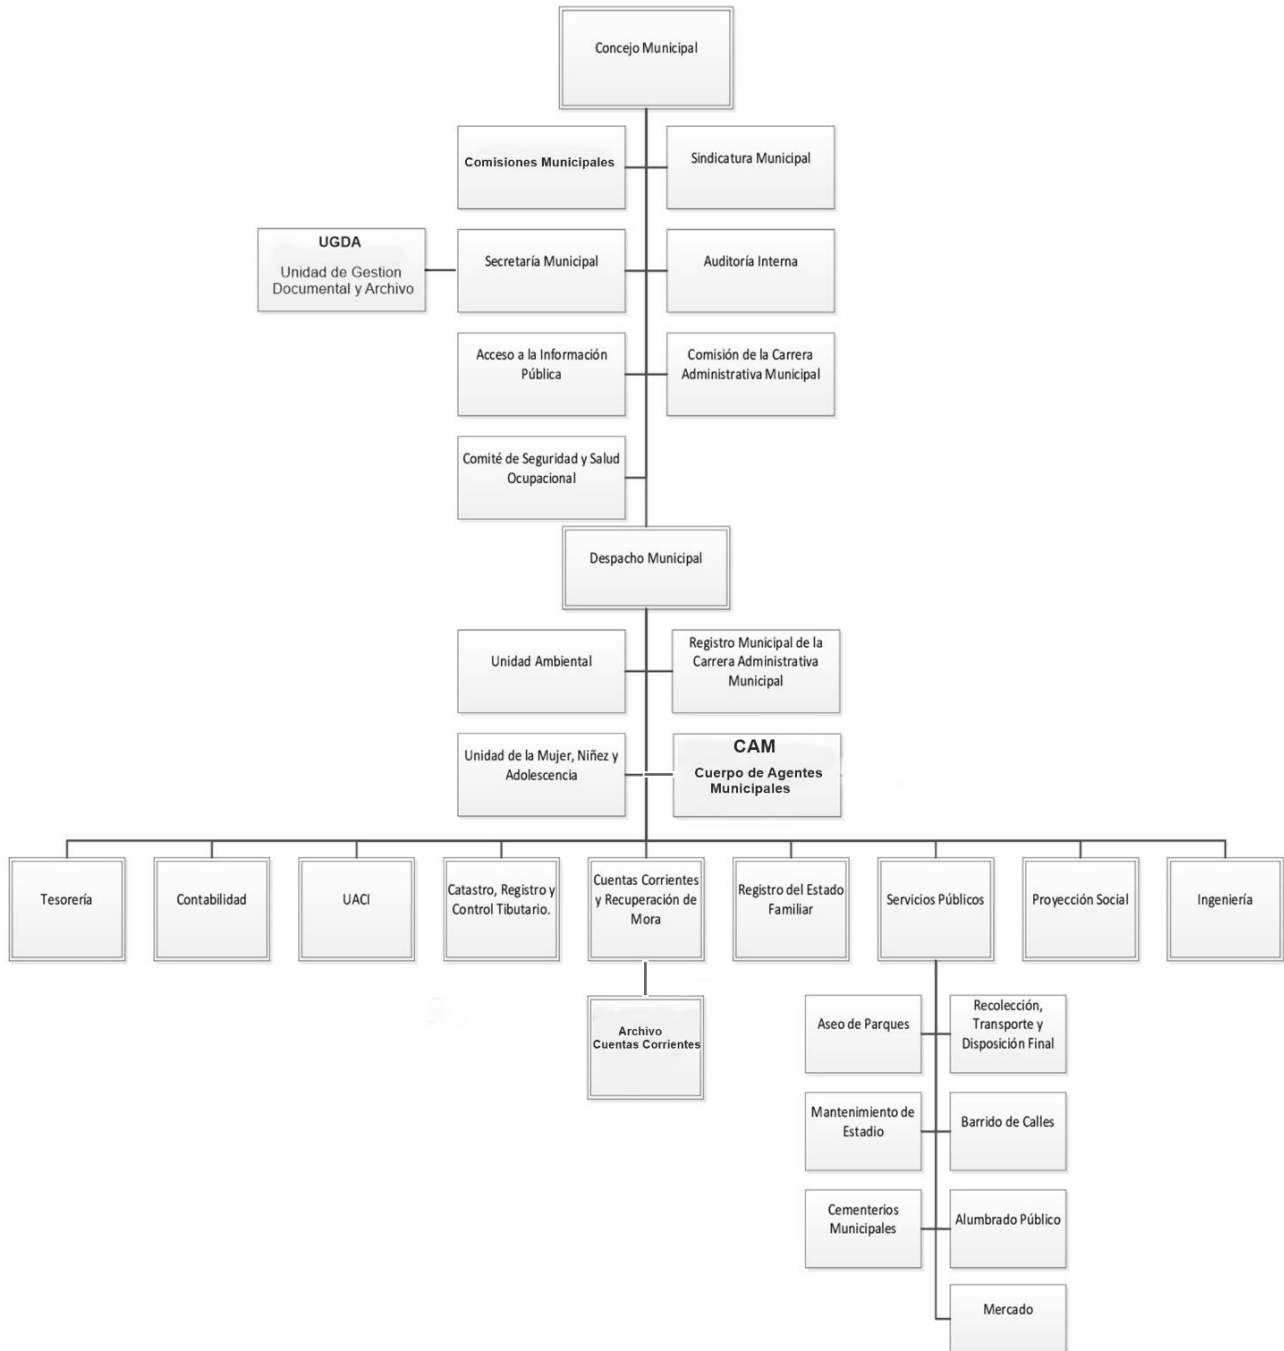 Concejo Municipal
Comisiones Municipales
Sindicatura Municipal
UGDA
Unidad de Gestion
Documental y Archivo
Secretaría Municipal
Auditoría Interna
Acceso a la Información
Pública
Comisión de la Carrera
Administrativa Municipal
Comité de Seguridad y Salud
Ocupacional
Despacho Municipal
Unidad Ambiental
Registro Municipal de la
Carrera Administrativa
Municipal
Unidad de la Mujer, Niñez y
Adolescencia
CAM
Cuerpo de Agentes
Municipales
Tesorería
Contabilidad
UACI
Catastro, Registro y
Control Tibutario.
Cuentas Corrientes
y Recuperación de
Mora
Registro del Estado
Familiar
Servicios Públicos
Proyección Social
Ingeniería
Archivo
Cuentas Corrientes
Aseo de Parques
Recolección,
Transporte y
Disposición Final
Mantenimiento de
Estadio
Barrido de Calles
Cementerios
Municipales
Alumbrado Público
Mercado